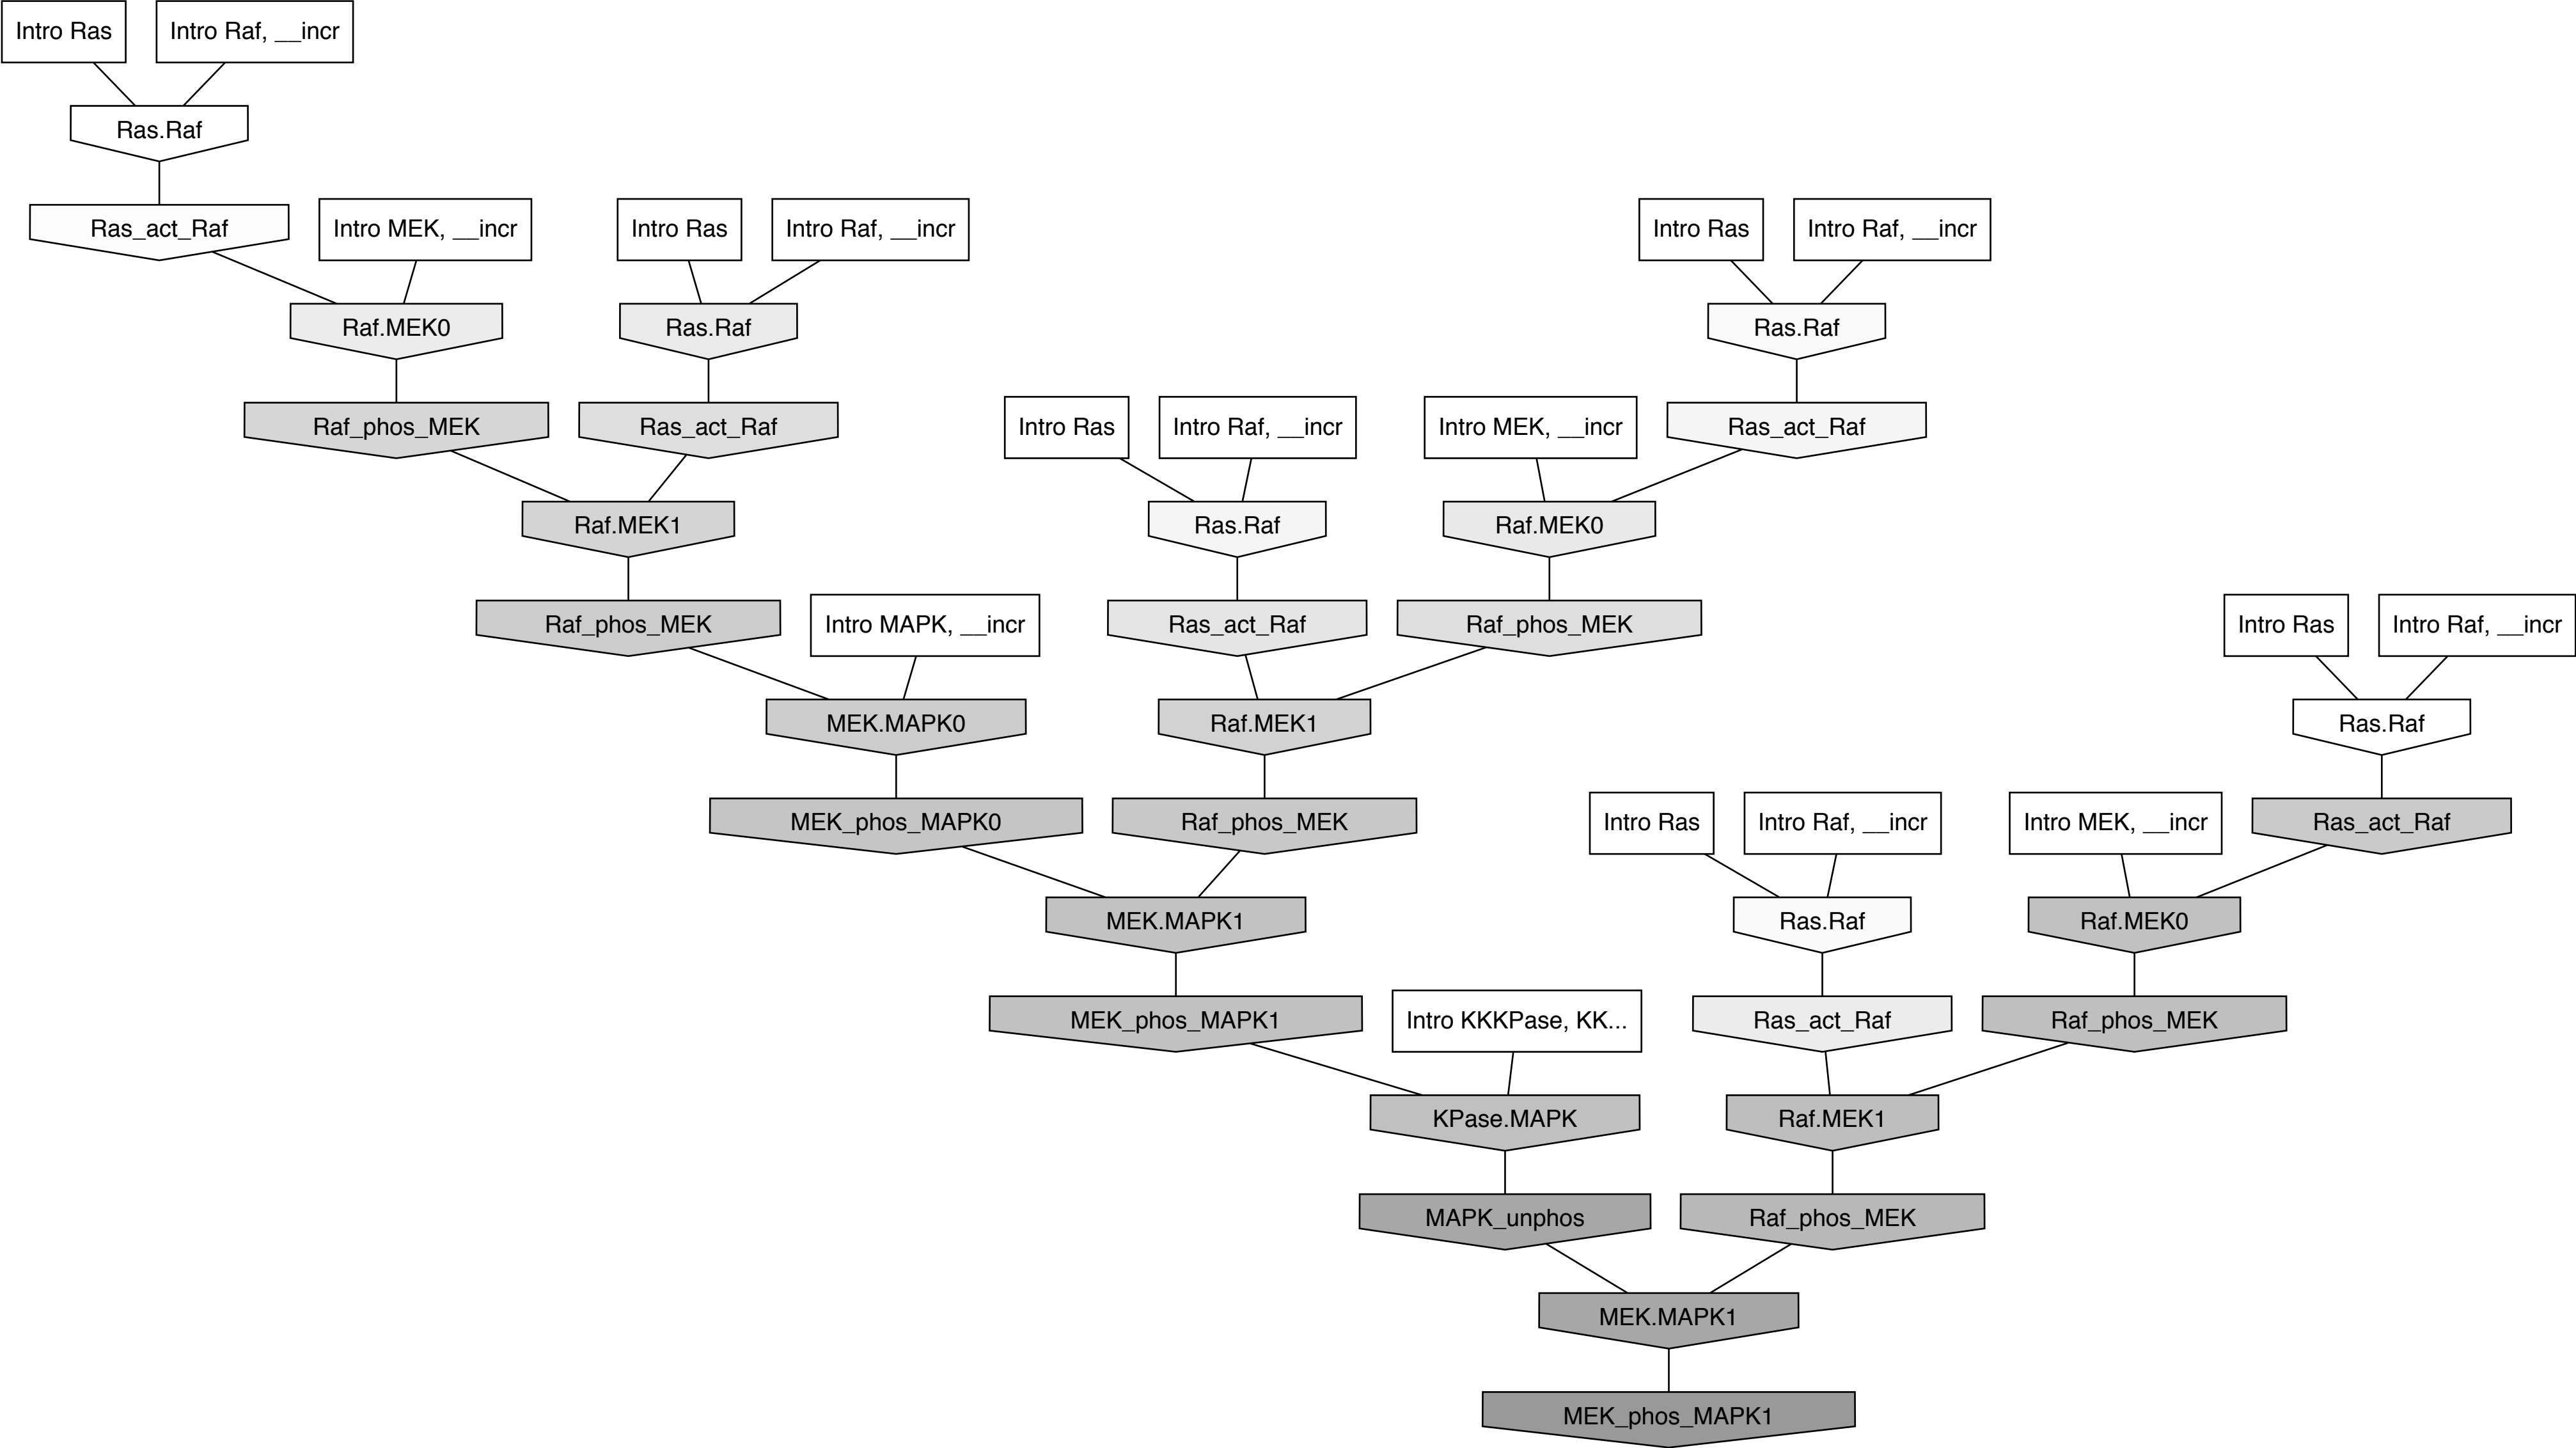 Intro Ras
Intro Raf, __incr
Ras.Raf
Ras_act_Raf
Intro MEK, __incr
Intro Ras
Intro Raf, __incr
Intro Ras
Intro Raf, __incr
Raf.MEK0
Ras.Raf
Ras.Raf
Raf_phos_MEK
Ras_act_Raf
Intro Ras
Intro Raf, __incr
Intro MEK, __incr
Ras_act_Raf
Raf.MEK1
Ras.Raf
Raf.MEK0
Raf_phos_MEK
Intro MAPK, __incr
Ras_act_Raf
Raf_phos_MEK
Intro Ras
Intro Raf, __incr
MEK.MAPK0
Raf.MEK1
Ras.Raf
MEK_phos_MAPK0
Raf_phos_MEK
Intro Ras
Intro Raf, __incr
Intro MEK, __incr
Ras_act_Raf
MEK.MAPK1
Ras.Raf
Raf.MEK0
MEK_phos_MAPK1
Intro KKKPase, KK...
Ras_act_Raf
Raf_phos_MEK
KPase.MAPK
Raf.MEK1
MAPK_unphos
Raf_phos_MEK
MEK.MAPK1
MEK_phos_MAPK1